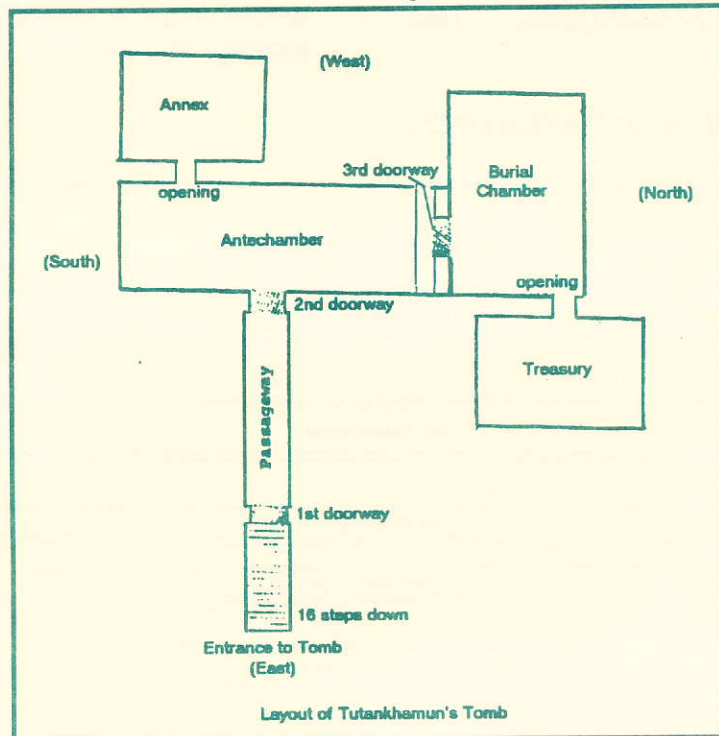 (West)
Annex
3rd doorway
Burial
Chamber
opening
(North)
Antechamber
(South)
opening
2nd doorway
Treasury
Passageway
1st doorway
16 steps down
Entrance to Tomb
(East)
Layout of Tutankhamun's Tomb